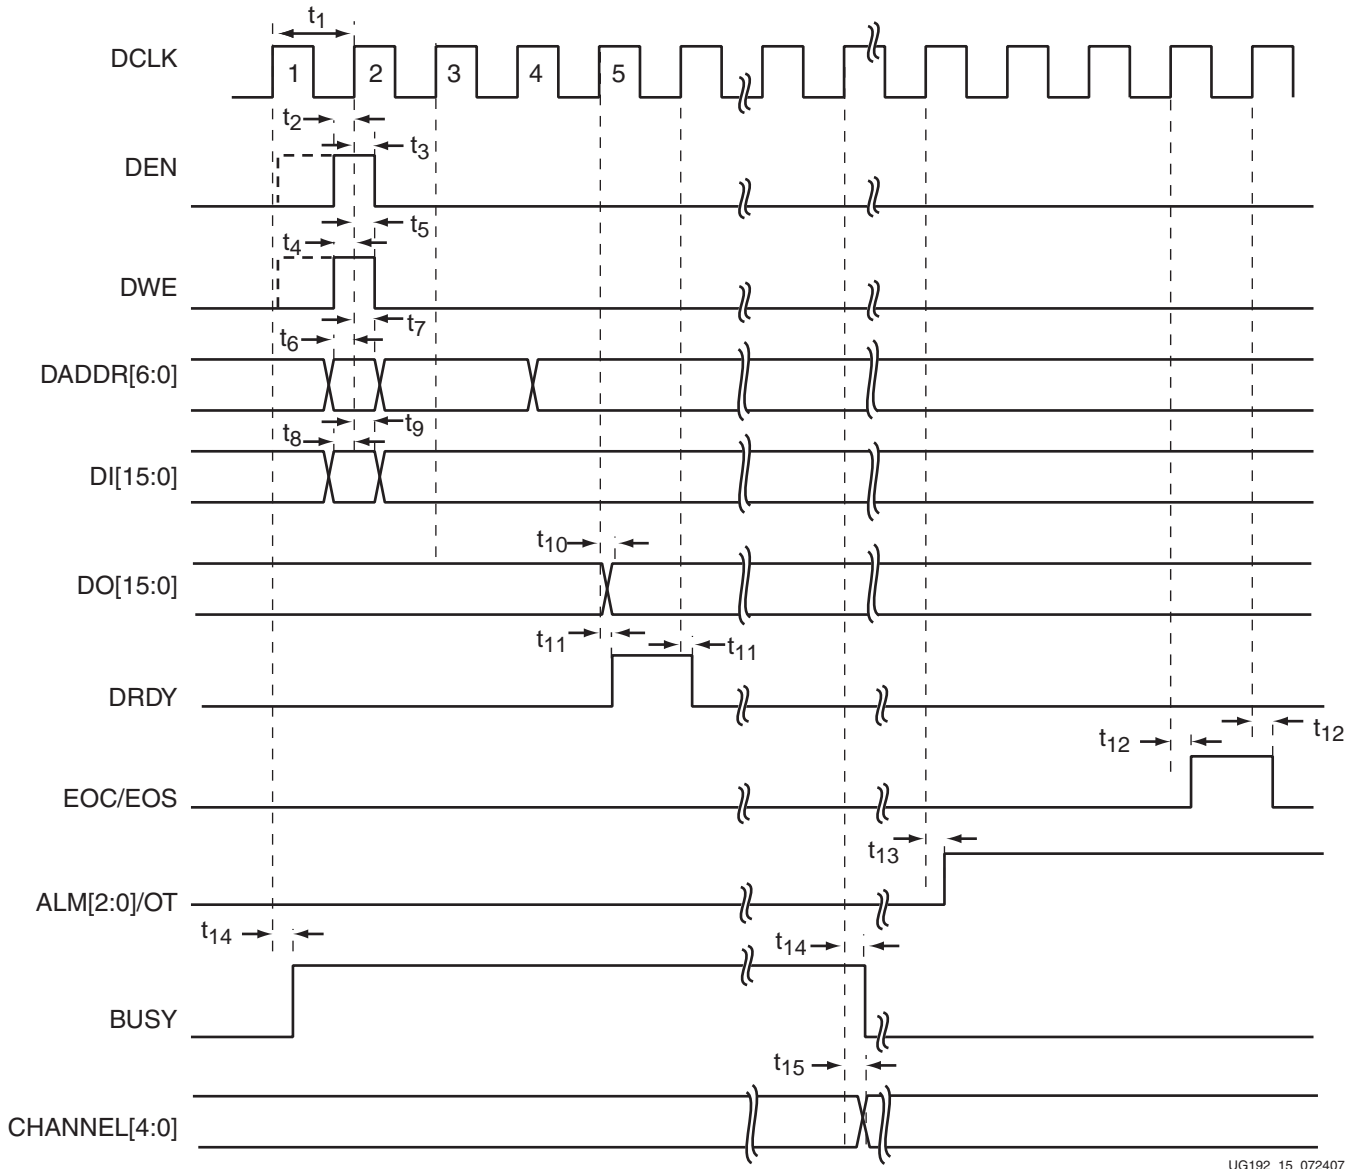 t1
DCLK
1 2 3 4 5
t2
t3
DEN
t5
t4
DWE
t7
t6
DADDR[6:0]
t9
t8
DI[15:0]
t10
DO[15:0]
t11
t11
DRDY
t12
t12
EOC/EOS
t13
ALM[2:0]/OT
t14
t14
BUSY
t15
CHANNEL[4:0]
UG192_15_072407